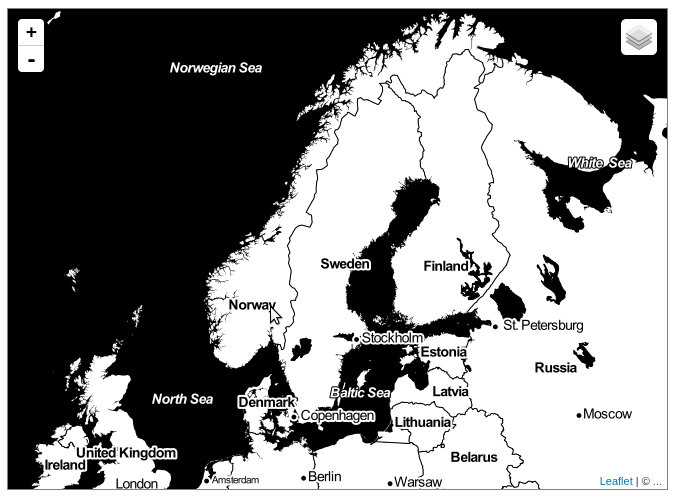 +
-
Norwegian Sea
White Sea
Sweden
Finland
Norway
St. Petersburg
Stockholm
Estonia
Russia
Latvia
Baltic Sea
North Sea
Denmark
Copenhagen
Moscow
Lithuania
United Kingdom
Belarus
Ireland
Amsterdam
Berlin
London
Warsaw
Leaflet | © ...